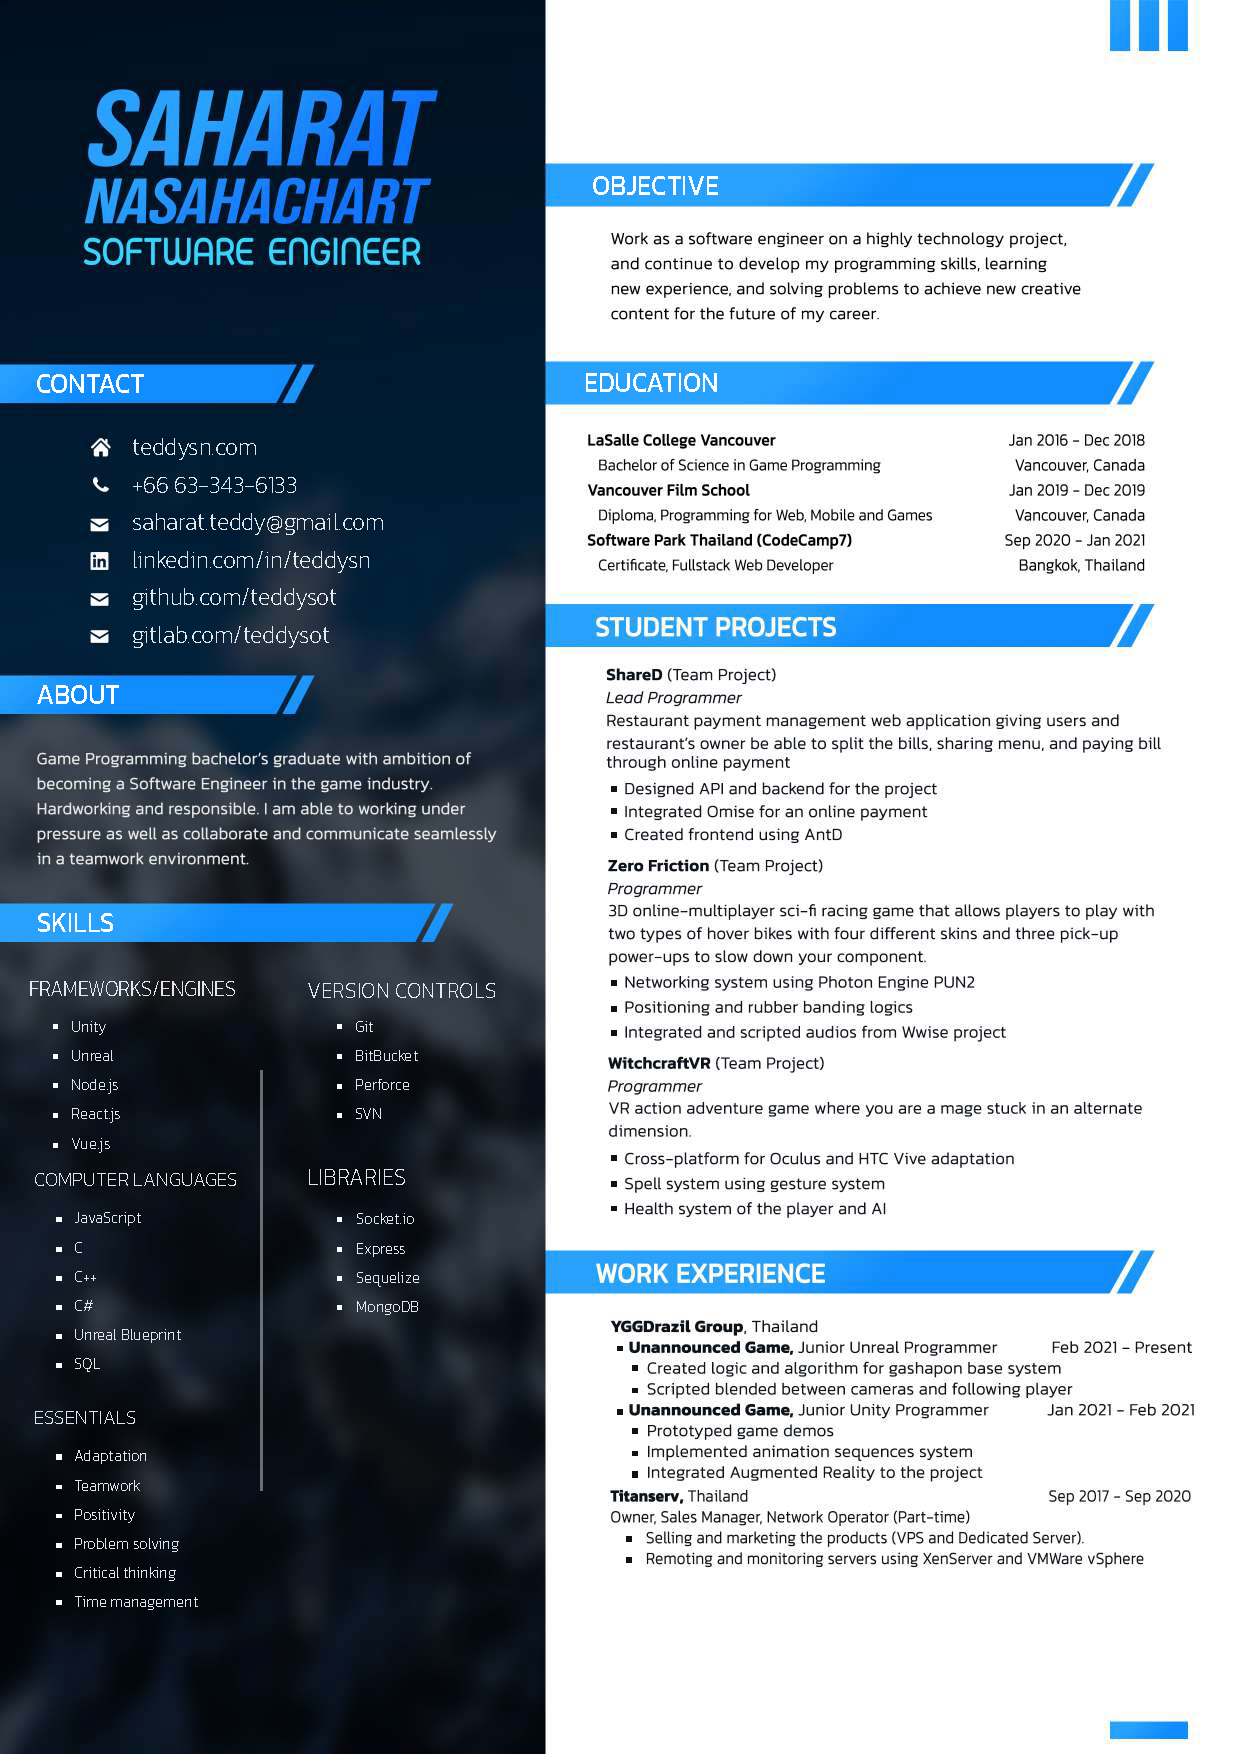 SAHARAT
NASAHACHART
SOFTWARE ENGINEER
CONTACT
teddysn.com
+66 63-343-6133
saharat.teddy@gmail.com
linkedin.com/in/teddysn
github.com/teddysot
gitlab.com/teddysot
ABOUT
Game Programming bachelor's graduate with ambition of
becoming a Software Engineer in the game industry.
Hardworking and responsible. I am able to working under
pressure as well as collaborate and communicate seamlessly
in a teamwork environment.
SKILLS
FRAMEWORKS/ENGINES
▪ Unity
▪ Unreal
▪ Node.js
▪ React.js
▪ Vue.js
COMPUTER LANGUAGES
▪ JavaScript
▪ C
▪ C++
▪ C#
▪ Unreal Blueprint
▪ SQL
ESSENTIALS
▪ Adaptation
▪ Teamwork
▪ Positivity
▪ Problem solving
▪ Critical thinking
▪ Time management
VERSION CONTROLS
▪ Git
▪ BitBucket
▪ Perforce
▪ SVN
LIBRARIES
▪ Socket.io
▪ Express
▪ Sequelize
▪ MongoDB
OBJECTIVE
Work as a software engineer on a highly technology project,
and continue to develop my programming skills, learning
new experience, and solving problems to achieve new creative
content for the future of my career.
EDUCATION
LaSalle College Vancouver Jan 2016 - Dec 2018
Bachelor of Science in Game Programming Vancouver, Canada
Vancouver Film School Jan 2019 - Dec 2019
Diploma, Programming for Web, Mobile and Games Vancouver, Canada
Software Park Thailand (CodeCamp7) Sep 2020 - Jan 2021
Certificate, Fullstack Web Developer Bangkok, Thailand
STUDENT PROJECTS
ShareD (Team Project)
Lead Programmer
Restaurant payment management web application giving users and
restaurant's owner be able to split the bills, sharing menu, and paying bill
through online payment
▪ Designed API and backend for the project
▪ Integrated Omise for an online payment
▪ Created frontend using AntD
Zero Friction (Team Project)
Programmer
3D online-multiplayer sci-fi racing game that allows players to play with
two types of hover bikes with four different skins and three pick-up
power-ups to slow down your component.
▪ Networking system using Photon Engine PUN2
▪ Positioning and rubber banding logics
▪ Integrated and scripted audios from Wwise project
WitchcraftVR (Team Project)
Programmer
VR action adventure game where you are a mage stuck in an alternate
dimension.
▪ Cross-platform for Oculus and HTC Vive adaptation
▪ Spell system using gesture system
▪ Health system of the player and AI
WORK EXPERIENCE
YGGDrazil Group, Thailand
▪ Unannounced Game, Junior Unreal Programmer Feb 2021 - Present
▪ Created logic and algorithm for gashapon base system
▪ Scripted blended between cameras and following player
▪ Unannounced Game, Junior Unity Programmer Jan 2021 - Feb 2021
▪ Prototyped game demos
▪ Implemented animation sequences system
▪ Integrated Augmented Reality to the project
Titanserv, Thailand Sep 2017 - Sep 2020
Owner, Sales Manager, Network Operator (Part-time)
▪ Selling and marketing the products (VPS and Dedicated Server).
▪ Remoting and monitoring servers using XenServer and VMWare vSphere